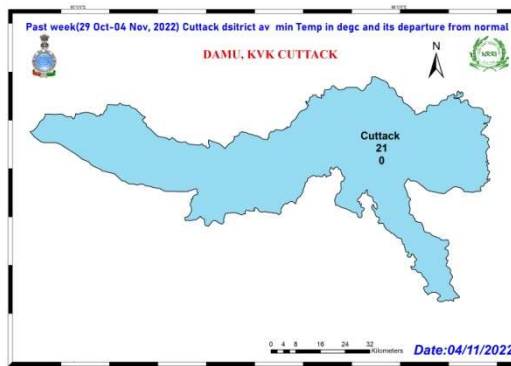 Past week(29 Oct-04 Nov, 2022) Cuttack dsitrict av min Temp in degc and its departure from normal
DAMU, KVK CUTTACK
N
NRRI
Cuttack
21
0
0 4 8 16 24 32
Kilometers
Date:04/11/2022